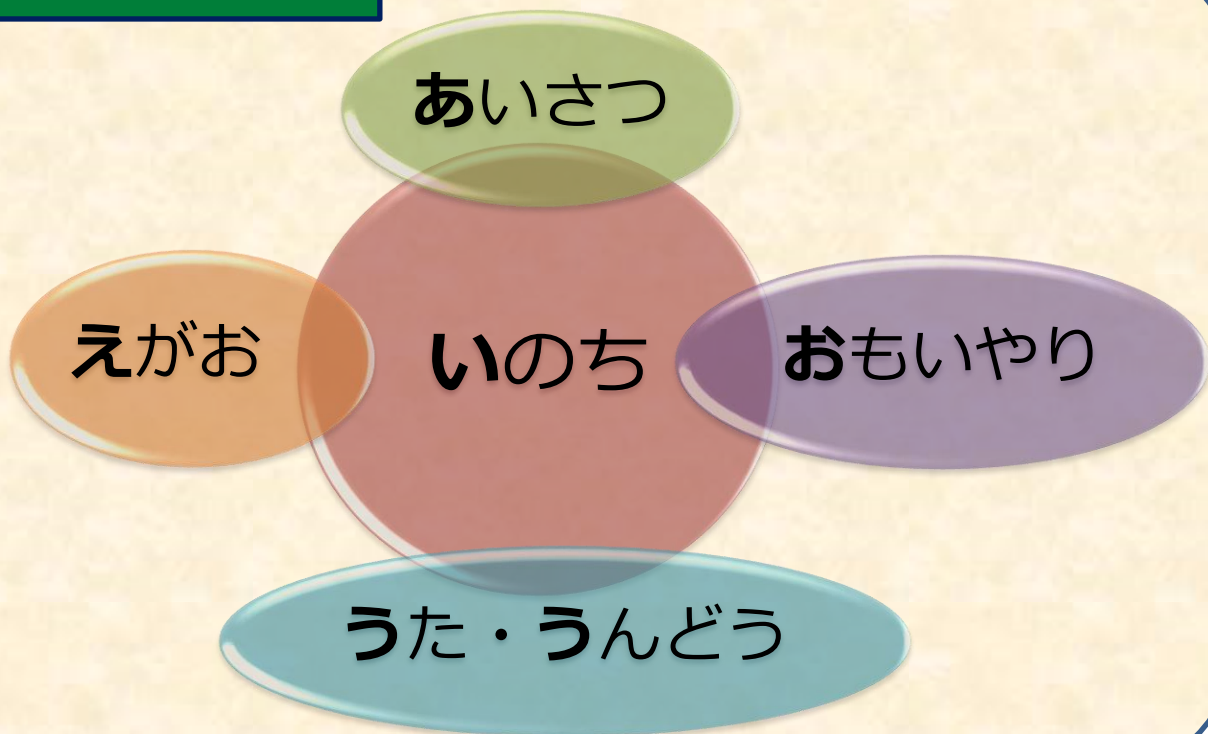 あいさつ
えがお
いのち
おもいやり
うた・うんどう